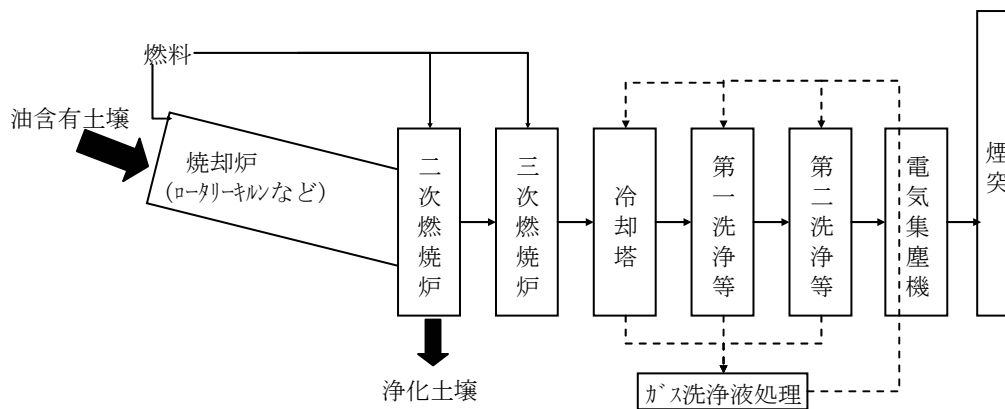 燃料
油含有土壌
焼却炉
(ﾛｰﾀﾘｰｷﾙﾝなど)
二次燃焼炉
三次燃焼炉
冷却塔
第一洗浄等
第二洗浄等
電気集塵機
煙突
浄化土壌
ｶﾞｽ洗浄液処理